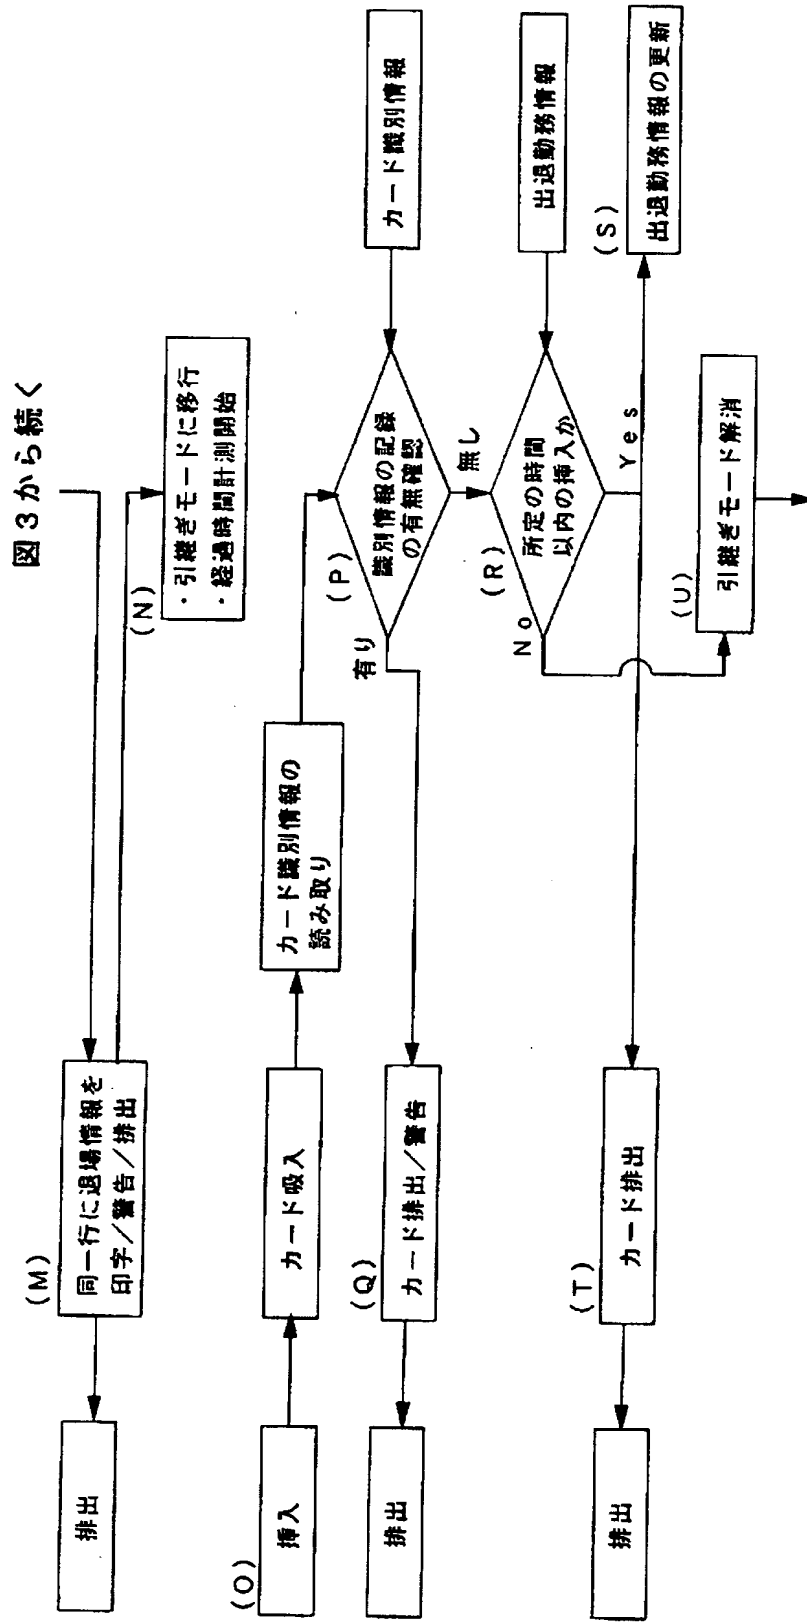 図3から続く
(M)
同一行に退場情報を
印字／警告／排出
排出
(N)
・引継ぎモードに移行
・経過時間計測開始
(O)
挿入
カード吸入
カード識別情報の
読み取り
(P)
識別情報の記録
の有無確認
カード識別情報
有り
無し
(Q)
カード排出／警告
排出
(R)
所定の時間
以内の挿入か
出退勤務情報
No
Yes
(S)
出退勤務情報の更新
(T)
カード排出
排出
(U)
引継ぎモード解消